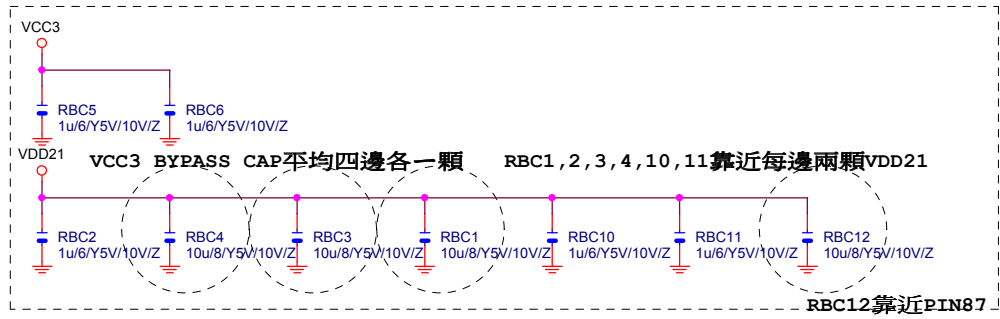 VCC3
RBC5
1u/6/Y5V/10V/Z
RBC6
1u/6/Y5V/10V/Z
VDD21
VCC3 BYPASS CAP平均四邊各一顆
RBC1,2,3,4,10,11靠近每邊兩顆VDD21
RBC2
1u/6/Y5V/10V/Z
RBC4
10u/8/Y5V/10V/Z
RBC3
10u/8/Y5V/10V/Z
RBC1
10u/8/Y5V/10V/Z
RBC10
1u/6/Y5V/10V/Z
RBC11
1u/6/Y5V/10V/Z
RBC12
10u/8/Y5V/10V/Z
RBC12靠近PIN87